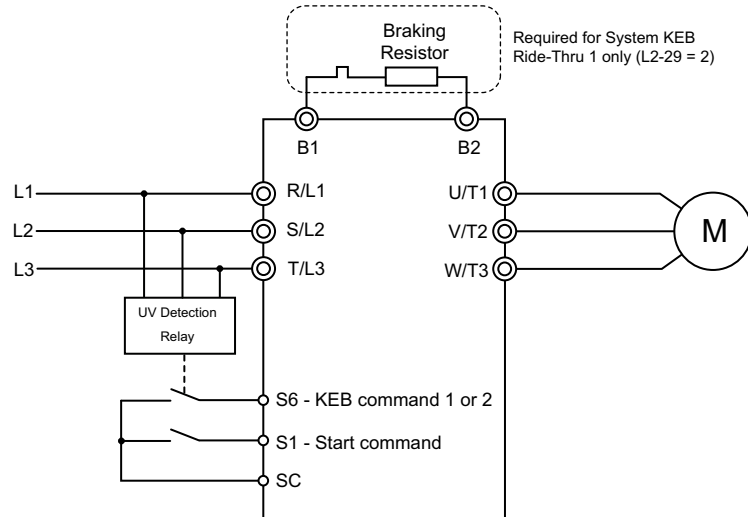 Braking
Resistor
Required for System KEB
Ride-Thru 1 only (L2-29 = 2)
B1
B2
L1
R/L1
U/T1
L2
S/L2
V/T2
M
L3
T/L3
W/T3
UV Detection
Relay
S6 - KEB command 1 or 2
S1 - Start command
SC